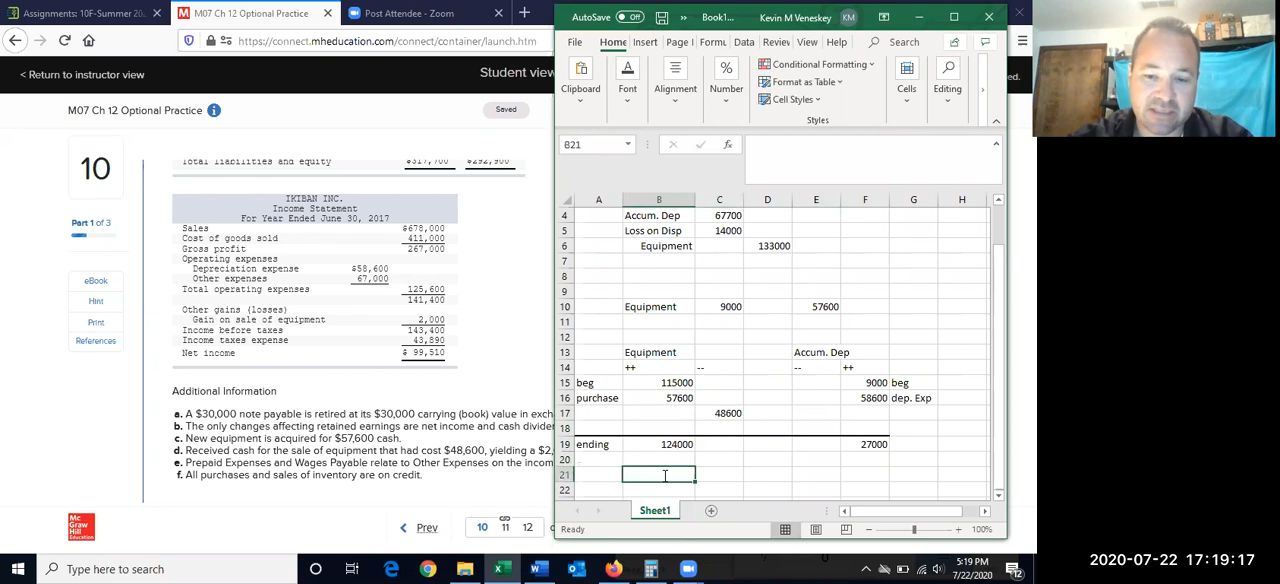 Assignments: 10F-Summer 20
M07 Ch 12 Optional Practice
Post Attendee - Zoom
https://connect.mheducation.com/connect/container/launch.htm
< Return to instructor view
Student view
ed.
M07 Ch 12 Optional Practice
Saved
10
Part 1 of 3
eBook
Hint
Print
References
Total liabilities and equity $317,700 $292,900
IKIBAN INC.
Income Statement
For Year Ended June 30, 2017
Sales $678,000
Cost of goods sold 411,000
Gross profit 267,000
Operating expenses
Depreciation expense $58,600
Other expenses 67,000
Total operating expenses 125,600
141,400
Other gains (losses)
Gain on sale of equipment 2,000
Income before taxes 143,400
Income taxes expense 43,890
Net income $ 99,510
Additional Information
a. A $30,000 note payable is retired at its $30,000 carrying (book) value in exch
b. The only changes affecting retained earnings are net income and cash divide
c. New equipment is acquired for $57,600 cash.
d. Received cash for the sale of equipment that had cost $48,600, yielding a $2,
e. Prepaid Expenses and Wages Payable relate to Other Expenses on the incom
f. All purchases and sales of inventory are on credit.
Mc
Graw
Hill
Education
< Prev 10 11 12
AutoSave Off Book1... Kevin M Veneskey KM
File Home Insert Page l Formu Data Review View Help Search
Clipboard Font Alignment Number
Conditional Formatting
Format as Table
Cell Styles
Styles
Cells Editing
B21 fx
A B C D E F G H
4 Accum. Dep 67700
5 Loss on Disp 14000
6 Equipment 133000
7
8
9
10 Equipment 9000 57600
11
12
13 Equipment Accum. Dep
14 ++ -- -- ++
15 beg 115000 9000 beg
16 purchase 57600 58600 dep. Exp
17 48600
18
19 ending 124000 27000
20
21
22
Sheet1
Ready 100%
Type here to search
5:19 PM
7/22/2020
12
2020-07-22 17:19:17